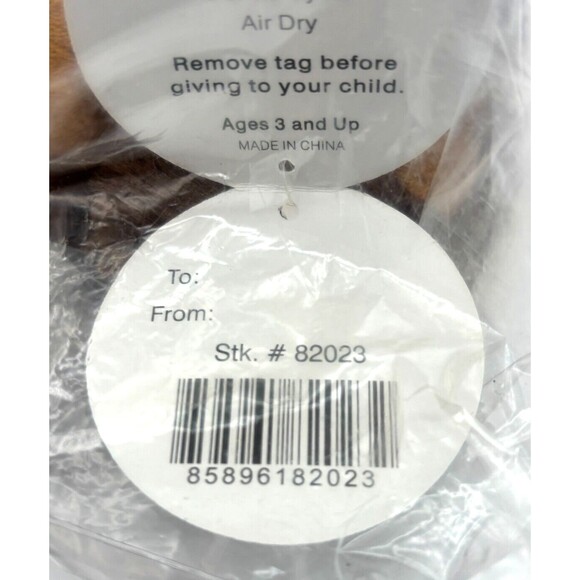 Air Dry
Remove tag before
giving to your child.
Ages 3 and Up
MADE IN CHINA
To:
From:
Stk. # 82023
85896182023